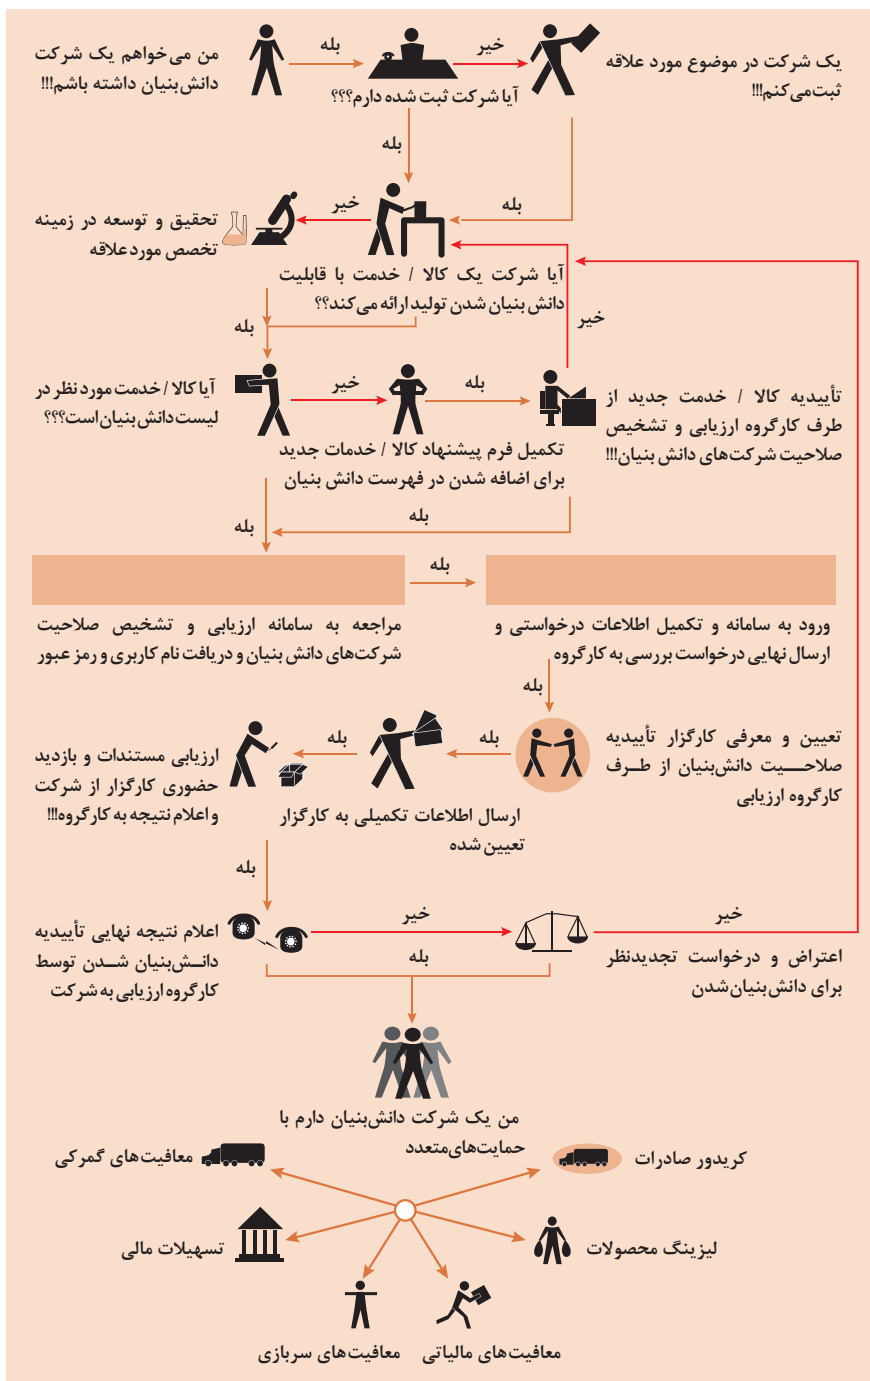 من می‌خواهم یک شرکت
دانش‌بنیان داشته باشم!!!
بله
آیا شرکت ثبت شده دارم؟؟؟
خیر
یک شرکت در موضوع مورد علاقه
ثبت‌می‌کنم!!!
بله
بله
خیر
تحقیق و توسعه در زمینه
تخصص مورد علاقه
آیا شرکت یک کالا / خدمت با قابلیت
دانش‌بنیان شدن تولید ارائه می‌کند؟؟
خیر
بله
آیا کالا / خدمت مورد نظر در
لیست دانش‌بنیان است؟؟؟
خیر
بله
تکمیل فرم پیشنهاد کالا / خدمات جدید
برای اضافه شدن در فهرست دانش بنیان
تأییدیه کالا / خدمت جدید از
طرف کارگروه ارزیابی و تشخیص
صلاحیت شرکت‌های دانش بنیان!!!
بله
بله
بله
مراجعه به سامانه ارزیابی و تشخیص صلاحیت
شرکت‌های دانش بنیان و دریافت نام کاربری و رمز عبور
ورود به سامانه و تکمیل اطلاعات درخواستی و
ارسال نهایی درخواست بررسی به کارگروه
بله
تعیین و معرفی کارگزار تأییدیه
صلاحـــیت دانش‌بنیان از طــرف
کارگروه ارزیابی
بله
ارسال اطلاعات تکمیلی به کارگزار
تعیین شده
بله
ارزیابی مستندات و بازدید
حضوری کارگزار از شرکت
و اعلام نتیجه به کارگروه!!!
بله
اعلام نتیجه نهایی تأییدیه
دانــش‌بنیان شــدن توسط
کارگروه ارزیابی به شرکت
خیر
بله
خیر
اعتراض و درخواست تجدیدنظر
برای دانش‌بنیان‌شدن
من یک شرکت دانش‌بنیان دارم با
حمایت‌های‌متعدد
کریدور صادرات
معافیت‌های گمرکی
لیزینگ محصولات
تسهیلات مالی
معافیت‌های مالیاتی
معافیت‌های سربازی